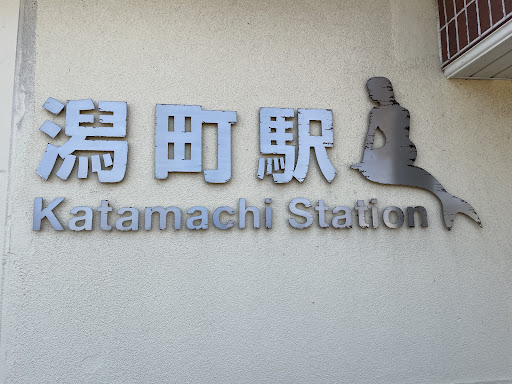 潟町駅
Katamachi Station